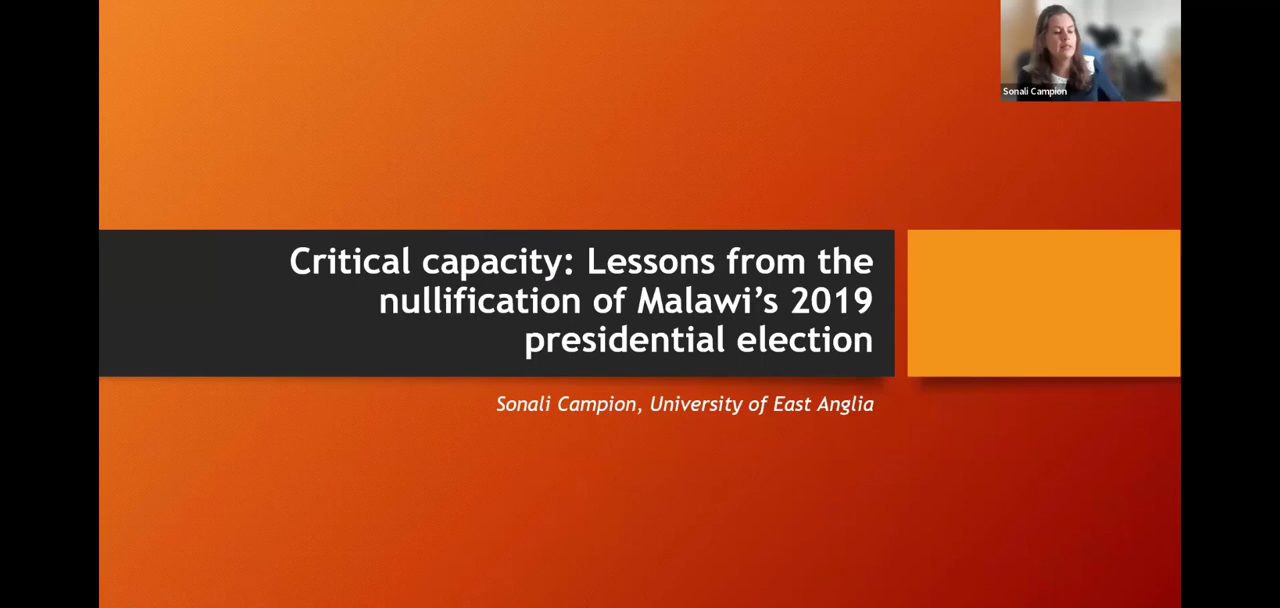 Sonali Campion
Critical capacity: Lessons from the
nullification of Malawi’s 2019
presidential election
Sonali Campion, University of East Anglia